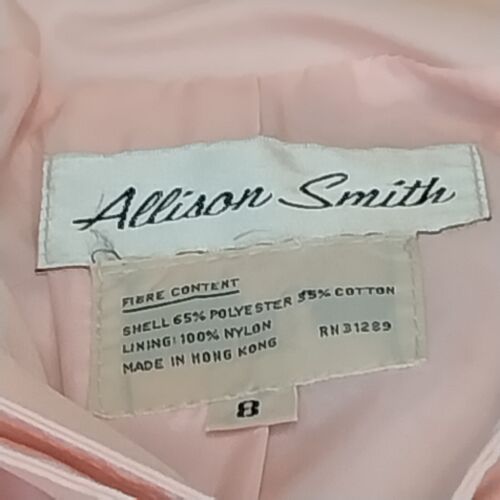 Allison Smith
FIBRE CONTENT
SHELL 65% POLYESTER 35% COTTON
LINING: 100% NYLON RN 31289
MADE IN HONG KONG
8